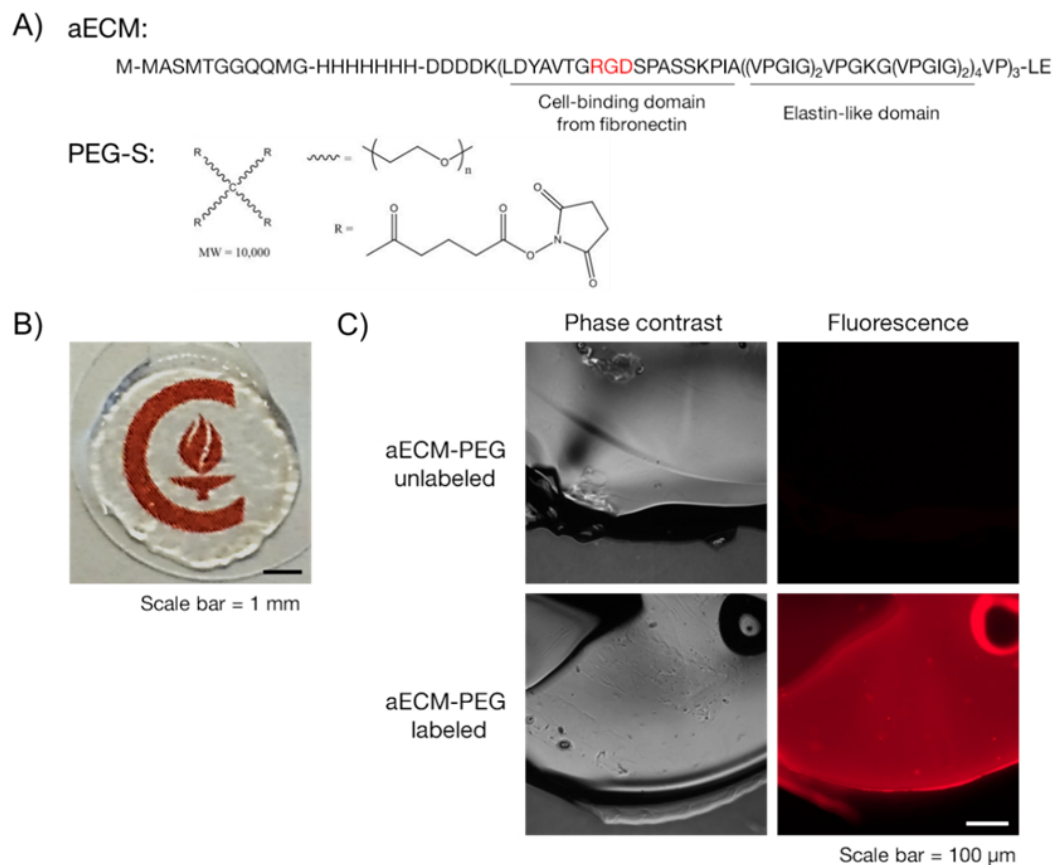 A) aECM:
M-MASMTGGQQMG-HHHHHHH-DDDDK(LDYAVTGRGDSPASSKPIA((VPGIG)₂VPGKG(VPGIG)₂)₄VP)₃-LE
Cell-binding domain
from fibronectin
Elastin-like domain
PEG-S:
R R
C
R R
MW = 10,000
= ( O )n
R =
O O O
O N
O
B)
C
Scale bar = 1 mm
C)
Phase contrast Fluorescence
aECM-PEG
unlabeled
aECM-PEG
labeled
Scale bar = 100 µm